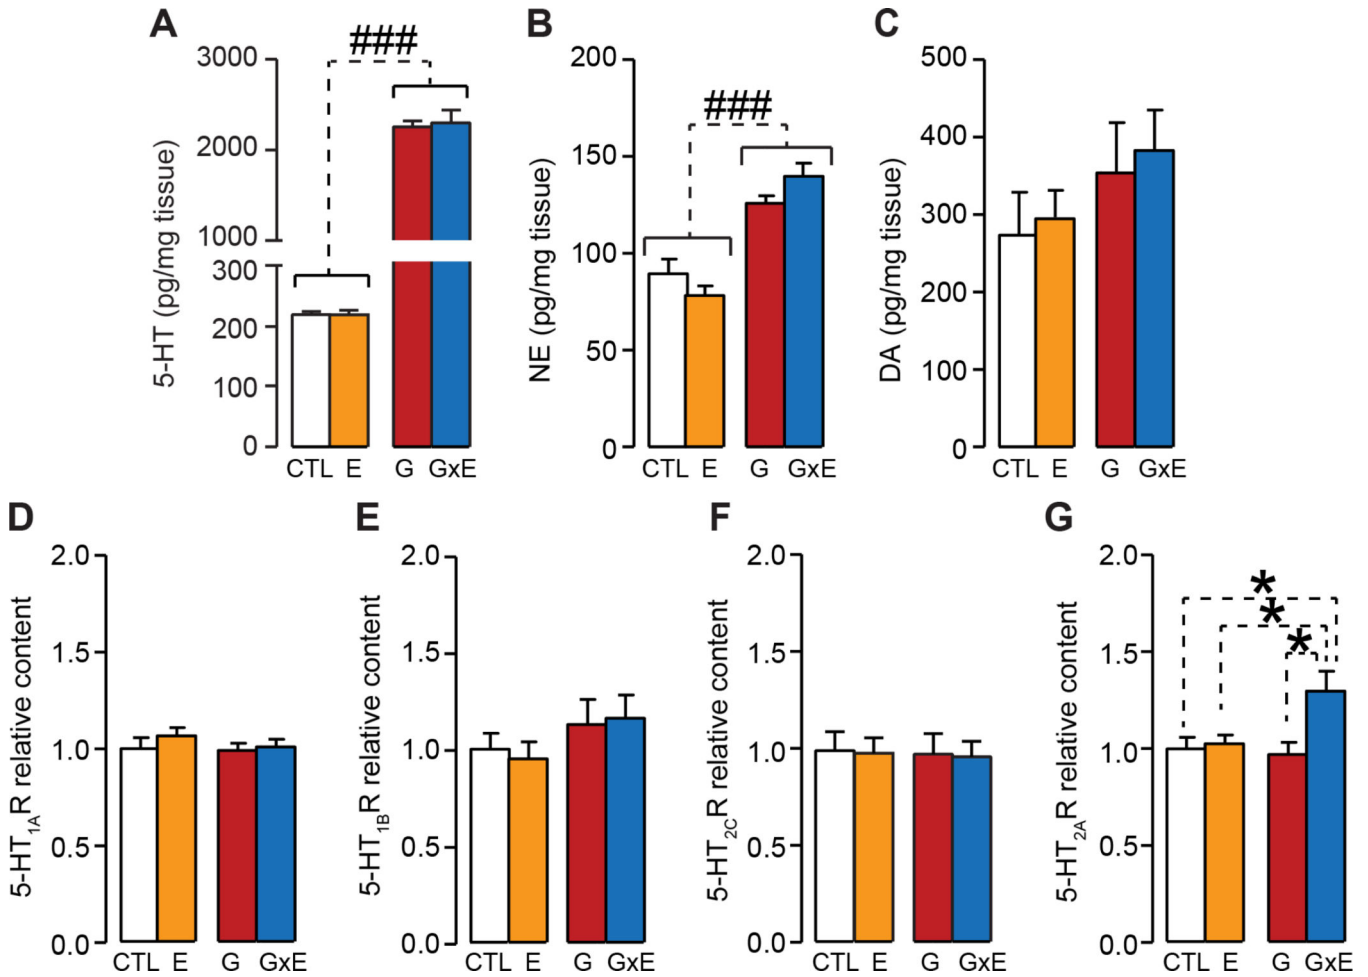 A
###
3000
2000
1000
300
200
100
0
5-HT (pg/mg tissue)
CTL E G GxE
B
###
200
150
100
50
0
NE (pg/mg tissue)
CTL E G GxE
C
500
400
300
200
100
0
DA (pg/mg tissue)
CTL E G GxE
D
2.0
1.5
1.0
0.5
0.0
5-HT1AR relative content
CTL E G GxE
E
2.0
1.5
1.0
0.5
0.0
5-HT1BR relative content
CTL E G GxE
F
2.0
1.5
1.0
0.5
0.0
5-HT2CR relative content
CTL E G GxE
G
*
*
*
2.0
1.5
1.0
0.5
0.0
5-HT2AR relative content
CTL E G GxE